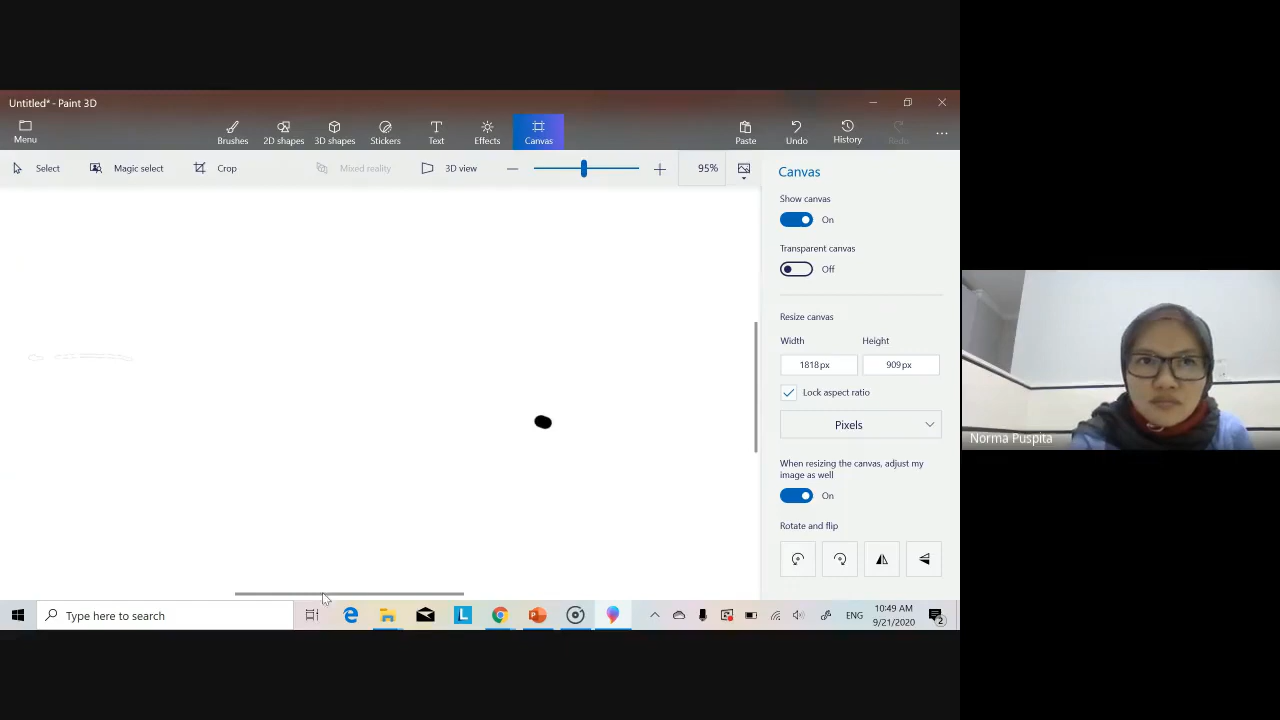 Untitled* - Paint 3D
Menu
Brushes
2D shapes
3D shapes
Stickers
Text
Effects
Canvas
Paste
Undo
History
Redo
Select
Magic select
Crop
Mixed reality
3D view
95%
Canvas
Show canvas
On
Transparent canvas
Off
Resize canvas
Width
Height
1818px
909px
Lock aspect ratio
Pixels
When resizing the canvas, adjust my
image as well
On
Rotate and flip
Norma Puspita
Type here to search
ENG
10:49 AM
9/21/2020
2